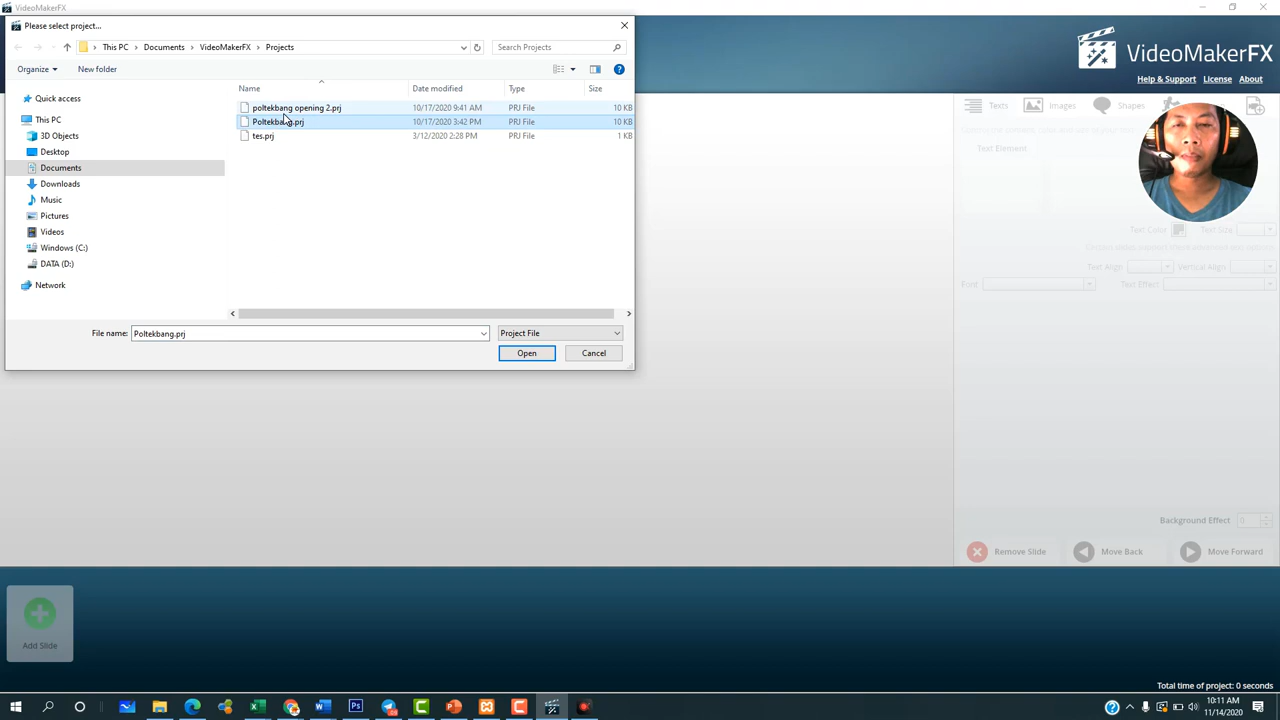 VideoMakerFX
Please select project...
This PC > Documents > VideoMakerFX > Projects
Search Projects
Organize
New folder
Name
Date modified
Type
Size
poltekbang opening 2.prj 10/17/2020 9:41 AM PRJ File 10 KB
Poltekbang.prj 10/17/2020 3:42 PM PRJ File 10 KB
tes.prj 3/12/2020 2:28 PM PRJ File 1 KB
Quick access
This PC
3D Objects
Desktop
Documents
Downloads
Music
Pictures
Videos
Windows (C:)
DATA (D:)
Network
File name: Poltekbang.prj
Project File
Open
Cancel
VideoMakerFX
Help & Support
License
About
Texts
Images
Shapes
Text Element
Text Color
Text Size
Text Align
Vertical Align
Font
Text Effect
Background Effect 0
Remove Slide
Move Back
Move Forward
Add Slide
Total time of project: 0 seconds
10:11 AM
11/14/2020